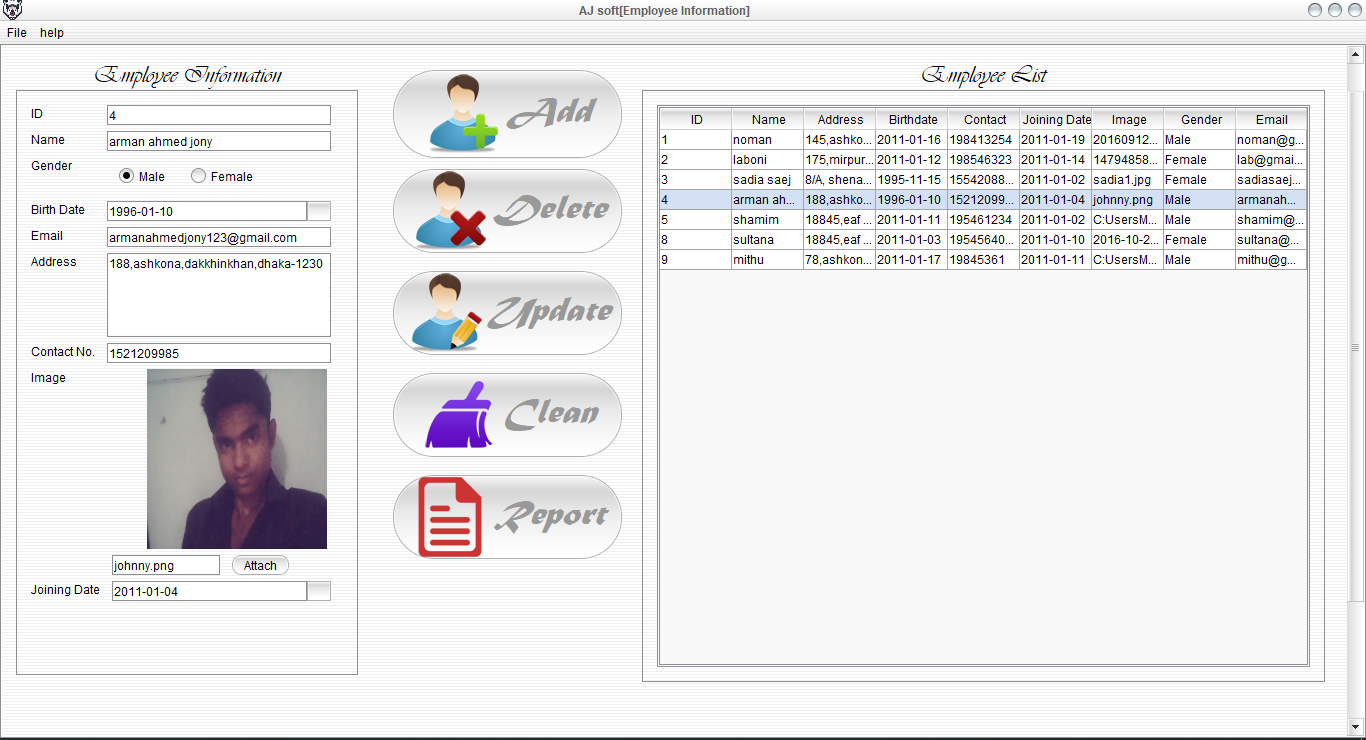 AJ soft[Employee Information]
File help
Employee Information
ID 4
Name arman ahmed jony
Gender
Male Female
Birth Date 1996-01-10
Email armanahmedjony123@gmail.com
Address 188,ashkona,dakkhinkhan,dhaka-1230
Contact No. 1521209985
Image
johnny.png Attach
Joining Date 2011-01-04
Add
Delete
Update
Clean
Report
Employee List
ID Name Address Birthdate Contact Joining Date Image Gender Email
1 noman 145,ashko... 2011-01-16 198413254 2011-01-19 20160912... Male noman@g...
2 laboni 175,mirpur... 2011-01-12 198546323 2011-01-14 14794858... Female lab@gmai...
3 sadia saej 8/A, shena... 1995-11-15 15542088... 2011-01-02 sadia1.jpg Female sadiasaej...
4 arman ah... 188,ashko... 1996-01-10 15212099... 2011-01-04 johnny.png Male armanah...
5 shamim 18845,eaf ... 2011-01-11 195461234 2011-01-02 C:UsersM... Male shamim@...
8 sultana 18845,eaf ... 2011-01-03 19545640... 2011-01-10 2016-10-2... Female sultana@...
9 mithu 78,ashkon... 2011-01-17 19845361 2011-01-11 C:UsersM... Male mithu@g...